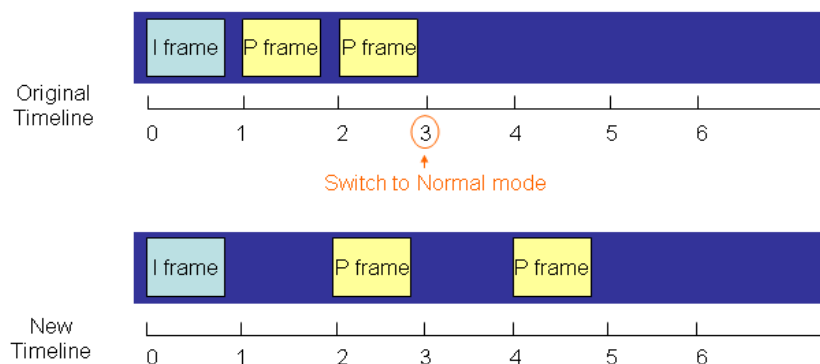 I frame P frame P frame
Original
Timeline
0 1 2 3 4 5 6
Switch to Normal mode
I frame P frame P frame
New
Timeline
0 1 2 3 4 5 6